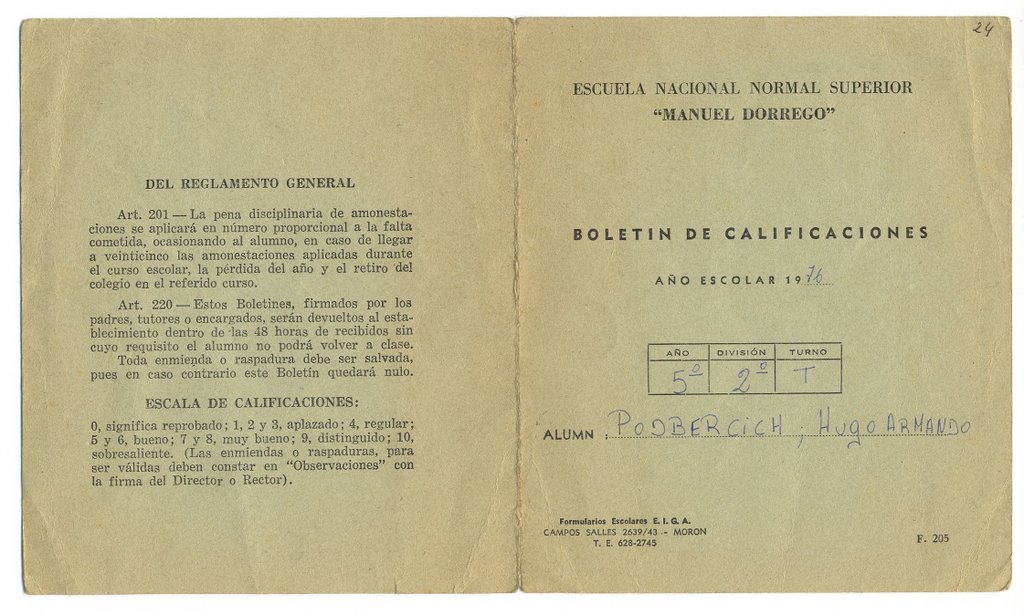 DEL REGLAMENTO GENERAL
Art. 201 — La pena disciplinaria de amonesta-
ciones se aplicará en número proporcional a la falta
cometida, ocasionando al alumno, en caso de llegar
a veinticinco las amonestaciones aplicadas durante
el curso escolar, la pérdida del año y el retiro del
colegio en el referido curso.
Art. 220 — Estos Boletines, firmados por los
padres, tutores o encargados, serán devueltos al esta-
blecimiento dentro de las 48 horas de recibidos sin
cuyo requisito el alumno no podrá volver a clase.
Toda enmienda o raspadura debe ser salvada,
pues en caso contrario este Boletín quedará nulo.
ESCALA DE CALIFICACIONES:
0, significa reprobado; 1, 2 y 3, aplazado; 4, regular;
5 y 6, bueno; 7 y 8, muy bueno; 9, distinguido; 10,
sobresaliente. (Las enmiendas o raspaduras, para
ser válidas deben constar en "Observaciones" con
la firma del Director o Rector).
24
ESCUELA NACIONAL NORMAL SUPERIOR
"MANUEL DORREGO"
BOLETIN DE CALIFICACIONES
AÑO ESCOLAR 1976
AÑO DIVISIÓN TURNO
5º 2º T
ALUMN : PODBERCICH, Hugo ARMANDO
Formularios Escolares E. I. G. A.
CAMPOS SALLES 2639/43 - MORON
T. E. 628-2745
F. 205